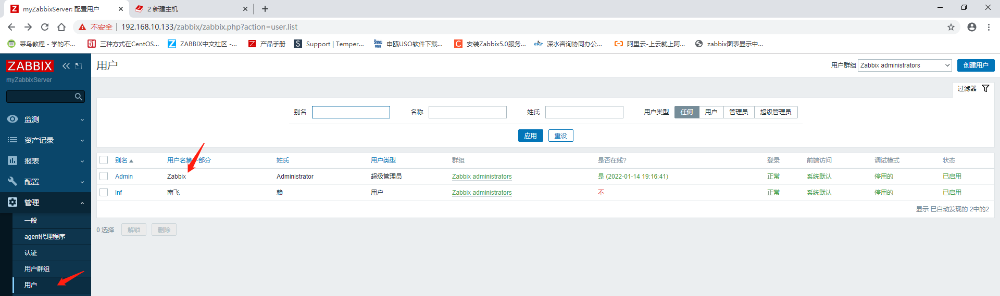 myZabbixServer: 配置用户
2 新建主机
不安全 192.168.10.133/zabbix/zabbix.php?action=user.list
菜鸟教程 - 学的不...
三种方式在CentOS...
ZABBIX中文社区 -...
产品手册
Support | Temper...
申瓯USO软件下载...
安装Zabbix5.0服务...
深水咨询协同办公...
阿里云-上云就上阿...
zabbix图表显示中...
ZABBIX
myZabbixServer
监测
资产记录
报表
配置
管理
一般
agent代理程序
认证
用户群组
用户
用户
用户群组 Zabbix administrators 创建用户
过滤器
别名 名称 姓氏 用户类型 任何 用户 管理员 超级管理员
应用 重设
别名 用户名第一部分 姓氏 用户类型 群组 是否在线? 登录 前端访问 调试模式 状态
Admin Zabbix Administrator 超级管理员 Zabbix administrators 是 (2022-01-14 19:16:41) 正常 系统默认 停用的 已启用
lnf 南飞 赖 用户 Zabbix administrators 不 正常 系统默认 停用的 已启用
显示 已自动发现的 2中的2
0 选择 解锁 删除